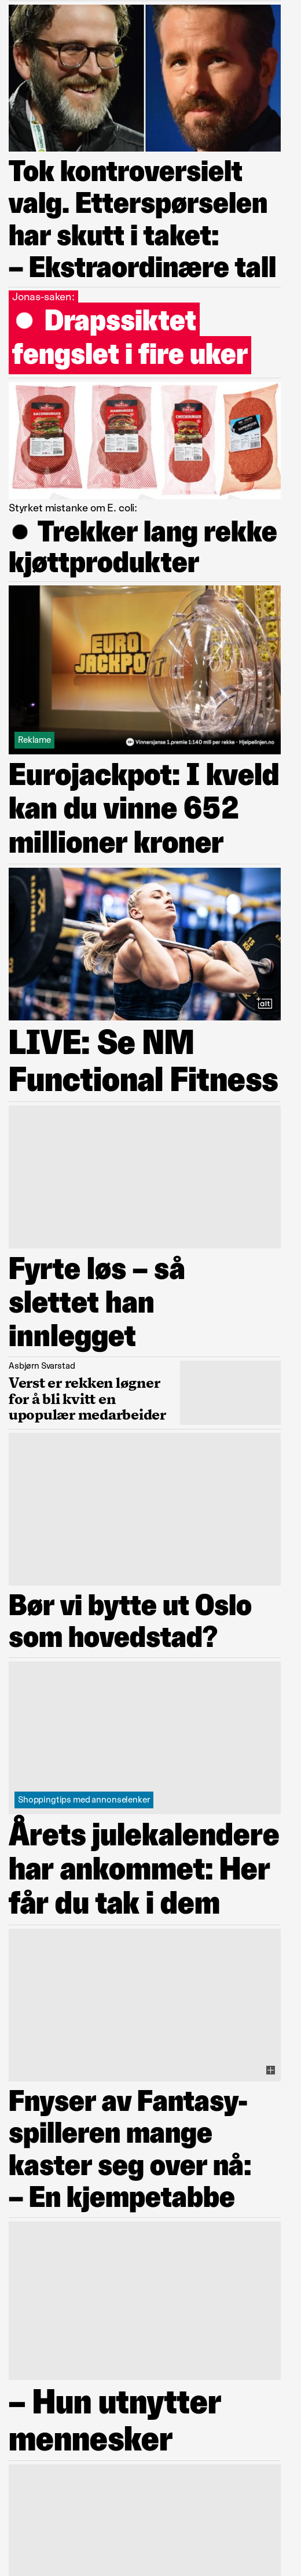 Tok kontroversielt
valg. Etterspørselen
har skutt i taket:
– Ekstraordinære tall
Jonas-saken:
● Drapssiktet
fengslet i fire uker
Styrket mistanke om E. coli:
● Trekker lang rekke
kjøttprodukter
EURO
JACKPOT
Reklame
Vinnersjanse 1.premie 1:140 mill per rekke - Hjelpelinjen.no
Eurojackpot: I kveld
kan du vinne 652
millioner kroner
alt
LIVE: Se NM
Functional Fitness
Fyrte løs – så
slettet han
innlegget
Asbjørn Svarstad
Verst er rekken løgner
for å bli kvitt en
upopulær medarbeider
Bør vi bytte ut Oslo
som hovedstad?
Shoppingtips med annonselenker
Årets julekalendere
har ankommet: Her
får du tak i dem
Fnyser av Fantasy-
spilleren mange
kaster seg over nå:
– En kjempetabbe
– Hun utnytter
mennesker